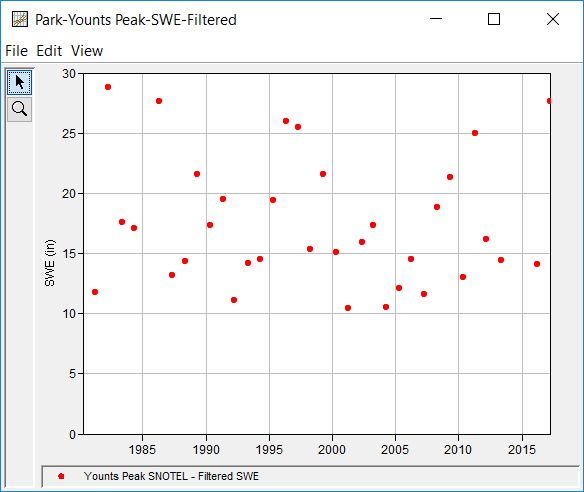 Park-Younts Peak-SWE-Filtered
File Edit View
30
25
20
15
10
5
0
SWE (in)
1985 1990 1995 2000 2005 2010 2015
Younts Peak SNOTEL - Filtered SWE